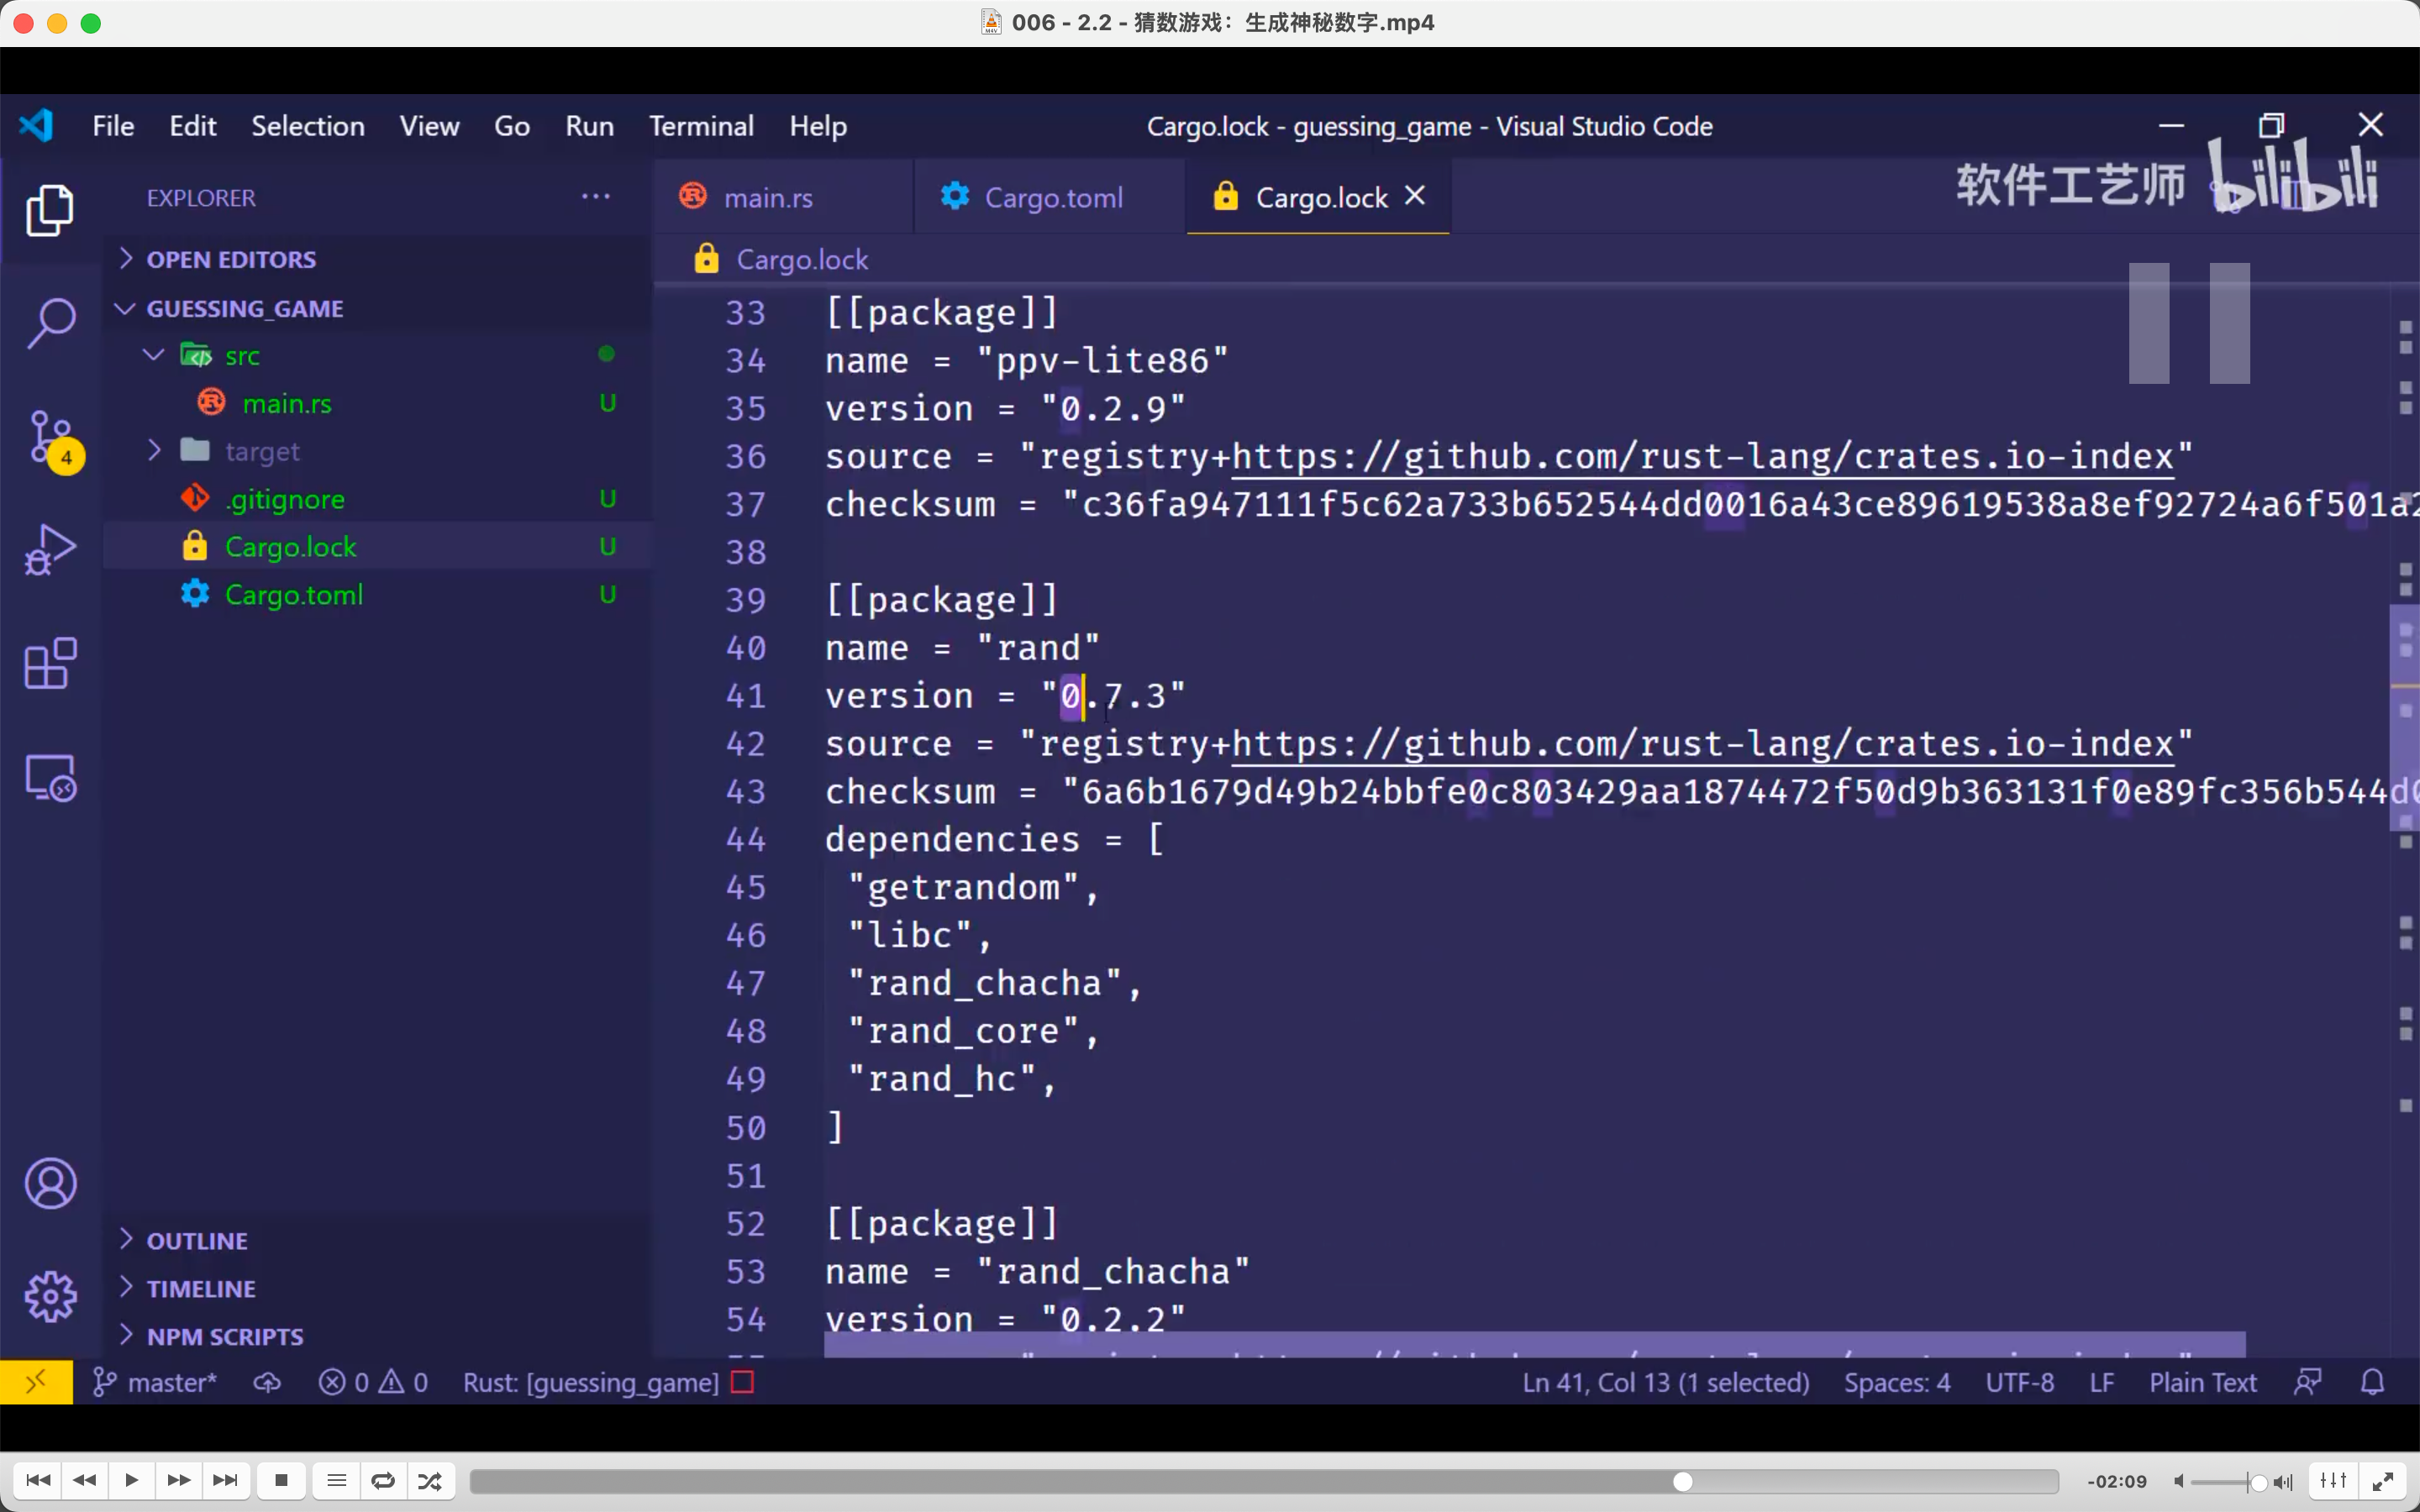 006 - 2.2 - 猜数游戏：生成神秘数字.mp4
File Edit Selection View Go Run Terminal Help
Cargo.lock - guessing_game - Visual Studio Code
软件工艺师 bilibili
EXPLORER
main.rs
Cargo.toml
Cargo.lock
OPEN EDITORS
GUESSING_GAME
src
main.rs U
target
.gitignore U
Cargo.lock U
Cargo.toml U
4
OUTLINE
TIMELINE
NPM SCRIPTS
Cargo.lock
33 [[package]]
34 name = "ppv-lite86"
35 version = "0.2.9"
36 source = "registry+https://github.com/rust-lang/crates.io-index"
37 checksum = "c36fa947111f5c62a733b652544dd0016a43ce89619538a8ef92724a6f501a2
38
39 [[package]]
40 name = "rand"
41 version = "0.7.3"
42 source = "registry+https://github.com/rust-lang/crates.io-index"
43 checksum = "6a6b1679d49b24bbfe0c803429aa1874472f50d9b363131f0e89fc356b544d0
44 dependencies = [
45 "getrandom",
46 "libc",
47 "rand_chacha",
48 "rand_core",
49 "rand_hc",
50 ]
51
52 [[package]]
53 name = "rand_chacha"
54 version = "0.2.2"
master* 0 0 Rust: [guessing_game]
Ln 41, Col 13 (1 selected) Spaces: 4 UTF-8 LF Plain Text
-02:09